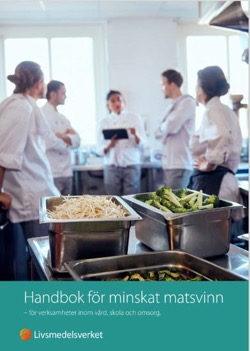 Handbok för minskat matsvinn
– för verksamheter inom vård, skola och omsorg.
Livsmedelsverket